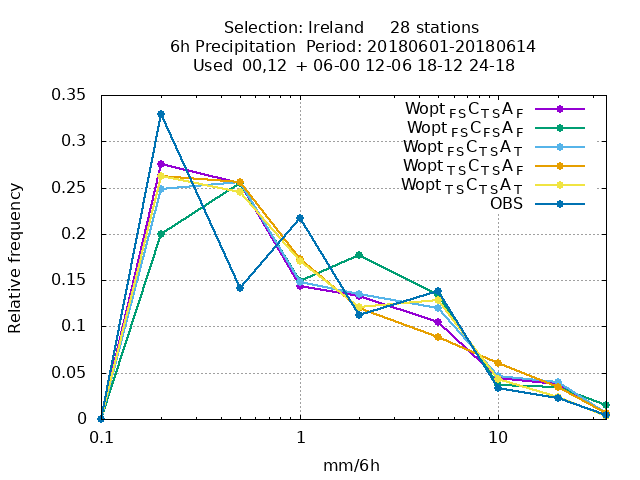 Selection: Ireland 28 stations
6h Precipitation Period: 20180601-20180614
Used 00,12 + 06-00 12-06 18-12 24-18
0.35
0.3
0.25
0.2
0.15
0.1
0.05
0
Relative frequency
Wopt FS C TS A F
Wopt FS C FS A F
Wopt FS C TS A T
Wopt TS C TS A F
Wopt TS C TS A T
OBS
0.1
1
10
mm/6h